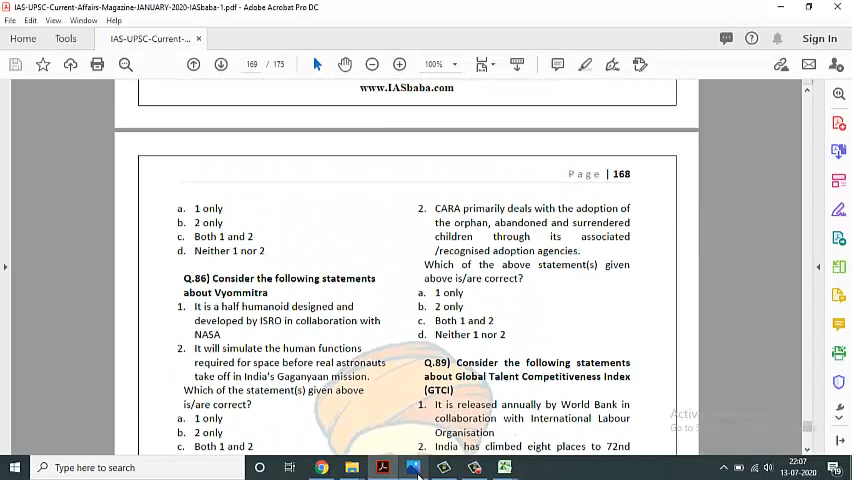 IAS-UPSC-Current-Affairs-Magazine-JANUARY-2020-IASbaba-1.pdf - Adobe Acrobat Pro DC
File Edit View Window Help
Home Tools IAS-UPSC-Current-... × Sign In
169 / 175 100%
www.IASbaba.com
Page | 168
a. 1 only
b. 2 only
c. Both 1 and 2
d. Neither 1 nor 2
Q.86) Consider the following statements
about Vyommitra
1. It is a half humanoid designed and
developed by ISRO in collaboration with
NASA
2. It will simulate the human functions
required for space before real astronauts
take off in India's Gaganyaan mission.
Which of the statement(s) given above
is/are correct?
a. 1 only
b. 2 only
c. Both 1 and 2
2. CARA primarily deals with the adoption of
the orphan, abandoned and surrendered
children through its associated
/recognised adoption agencies.
Which of the above statement(s) given
above is/are correct?
a. 1 only
b. 2 only
c. Both 1 and 2
d. Neither 1 nor 2
Q.89) Consider the following statements
about Global Talent Competitiveness Index
(GTCI)
1. It is released annually by World Bank in
collaboration with International Labour
Organisation
2. India has climbed eight places to 72nd
Type here to search
22:07
13-07-2020
19